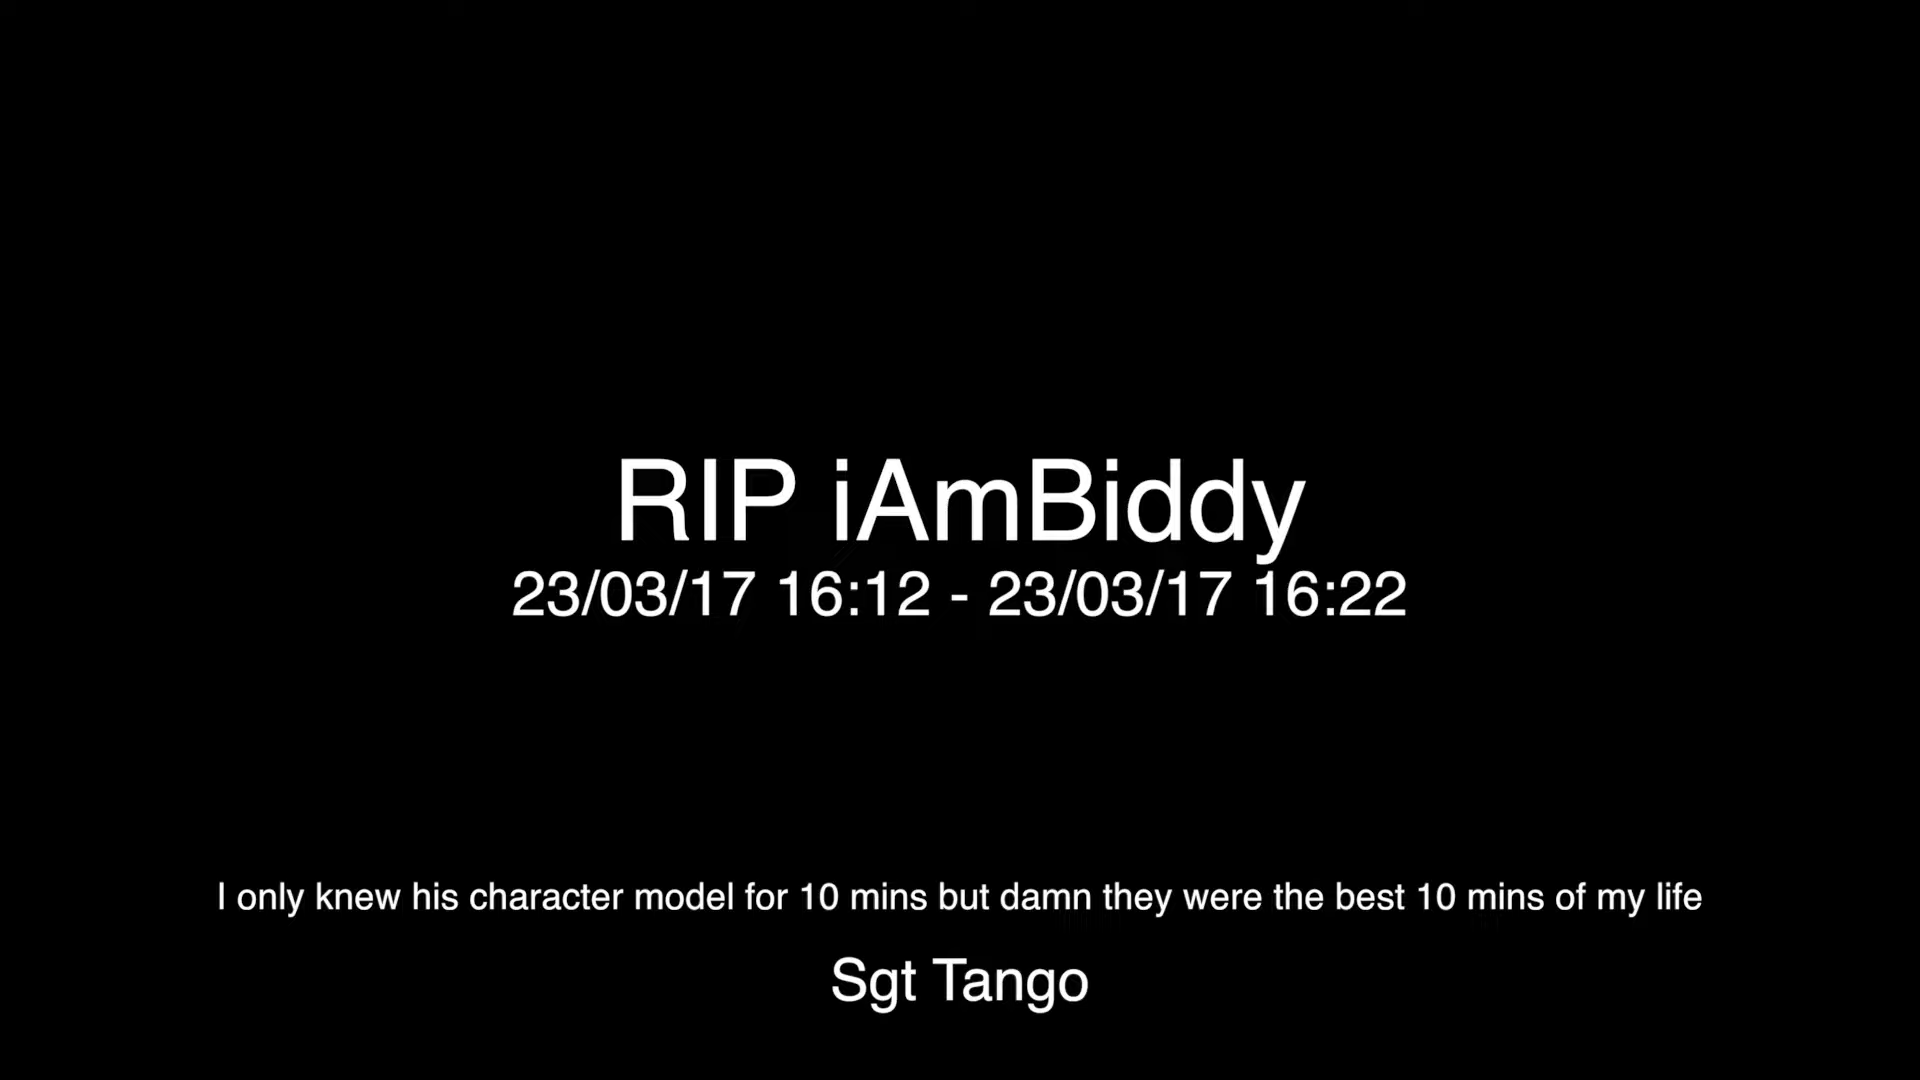 RIP iAmBiddy
23/03/17 16:12 - 23/03/17 16:22
I only knew his character model for 10 mins but damn they were the best 10 mins of my life
Sgt Tango